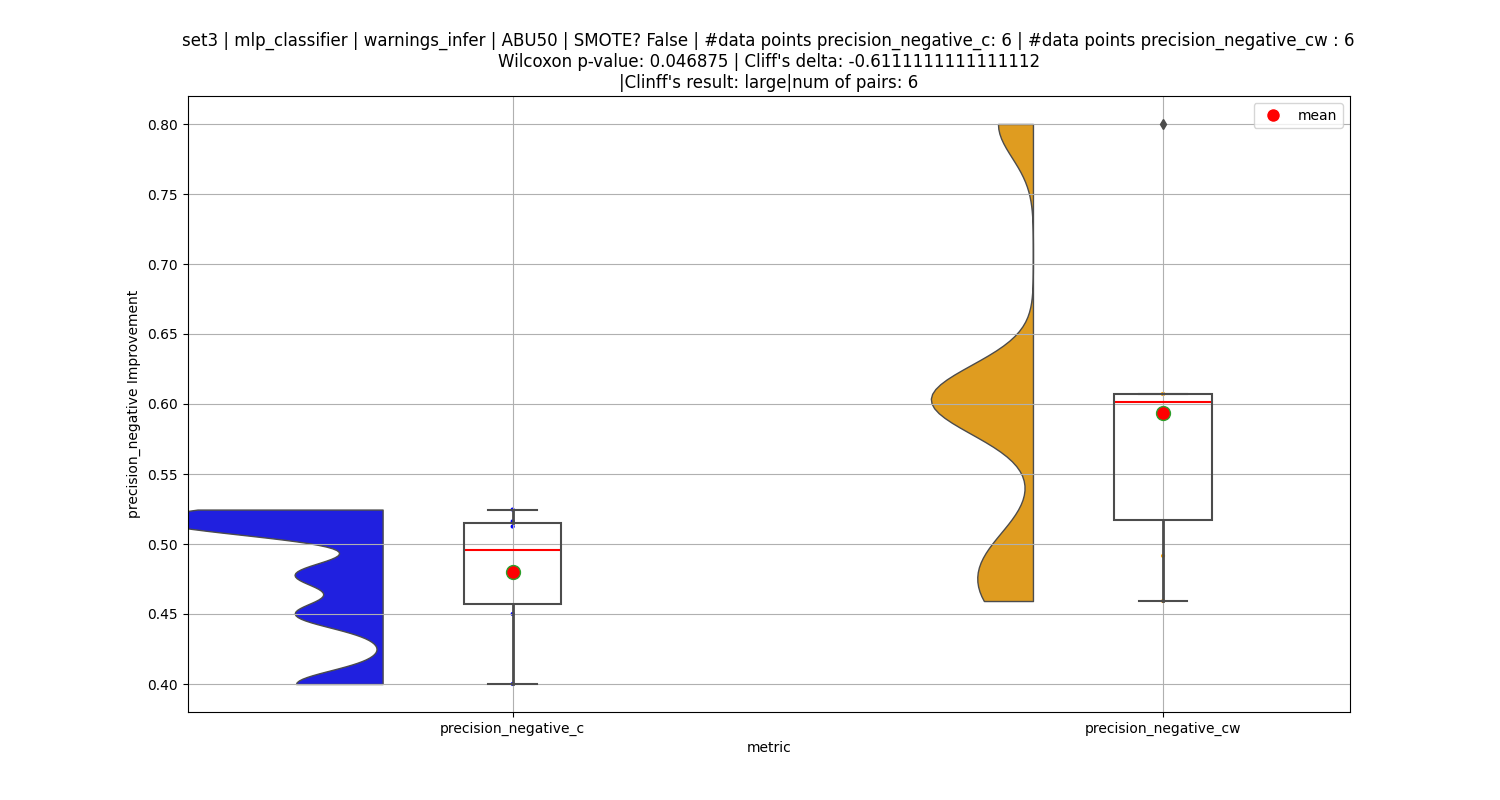 set3 | mlp_classifier | warnings_infer | ABU50 | SMOTE? False | #data points precision_negative_c: 6 | #data points precision_negative_cw : 6
Wilcoxon p-value: 0.046875 | Cliff's delta: -0.6111111111111112
|Clinff's result: large|num of pairs: 6
mean
0.80
0.75
0.70
0.65
0.60
0.55
0.50
0.45
0.40
precision_negative Improvement
precision_negative_c
precision_negative_cw
metric